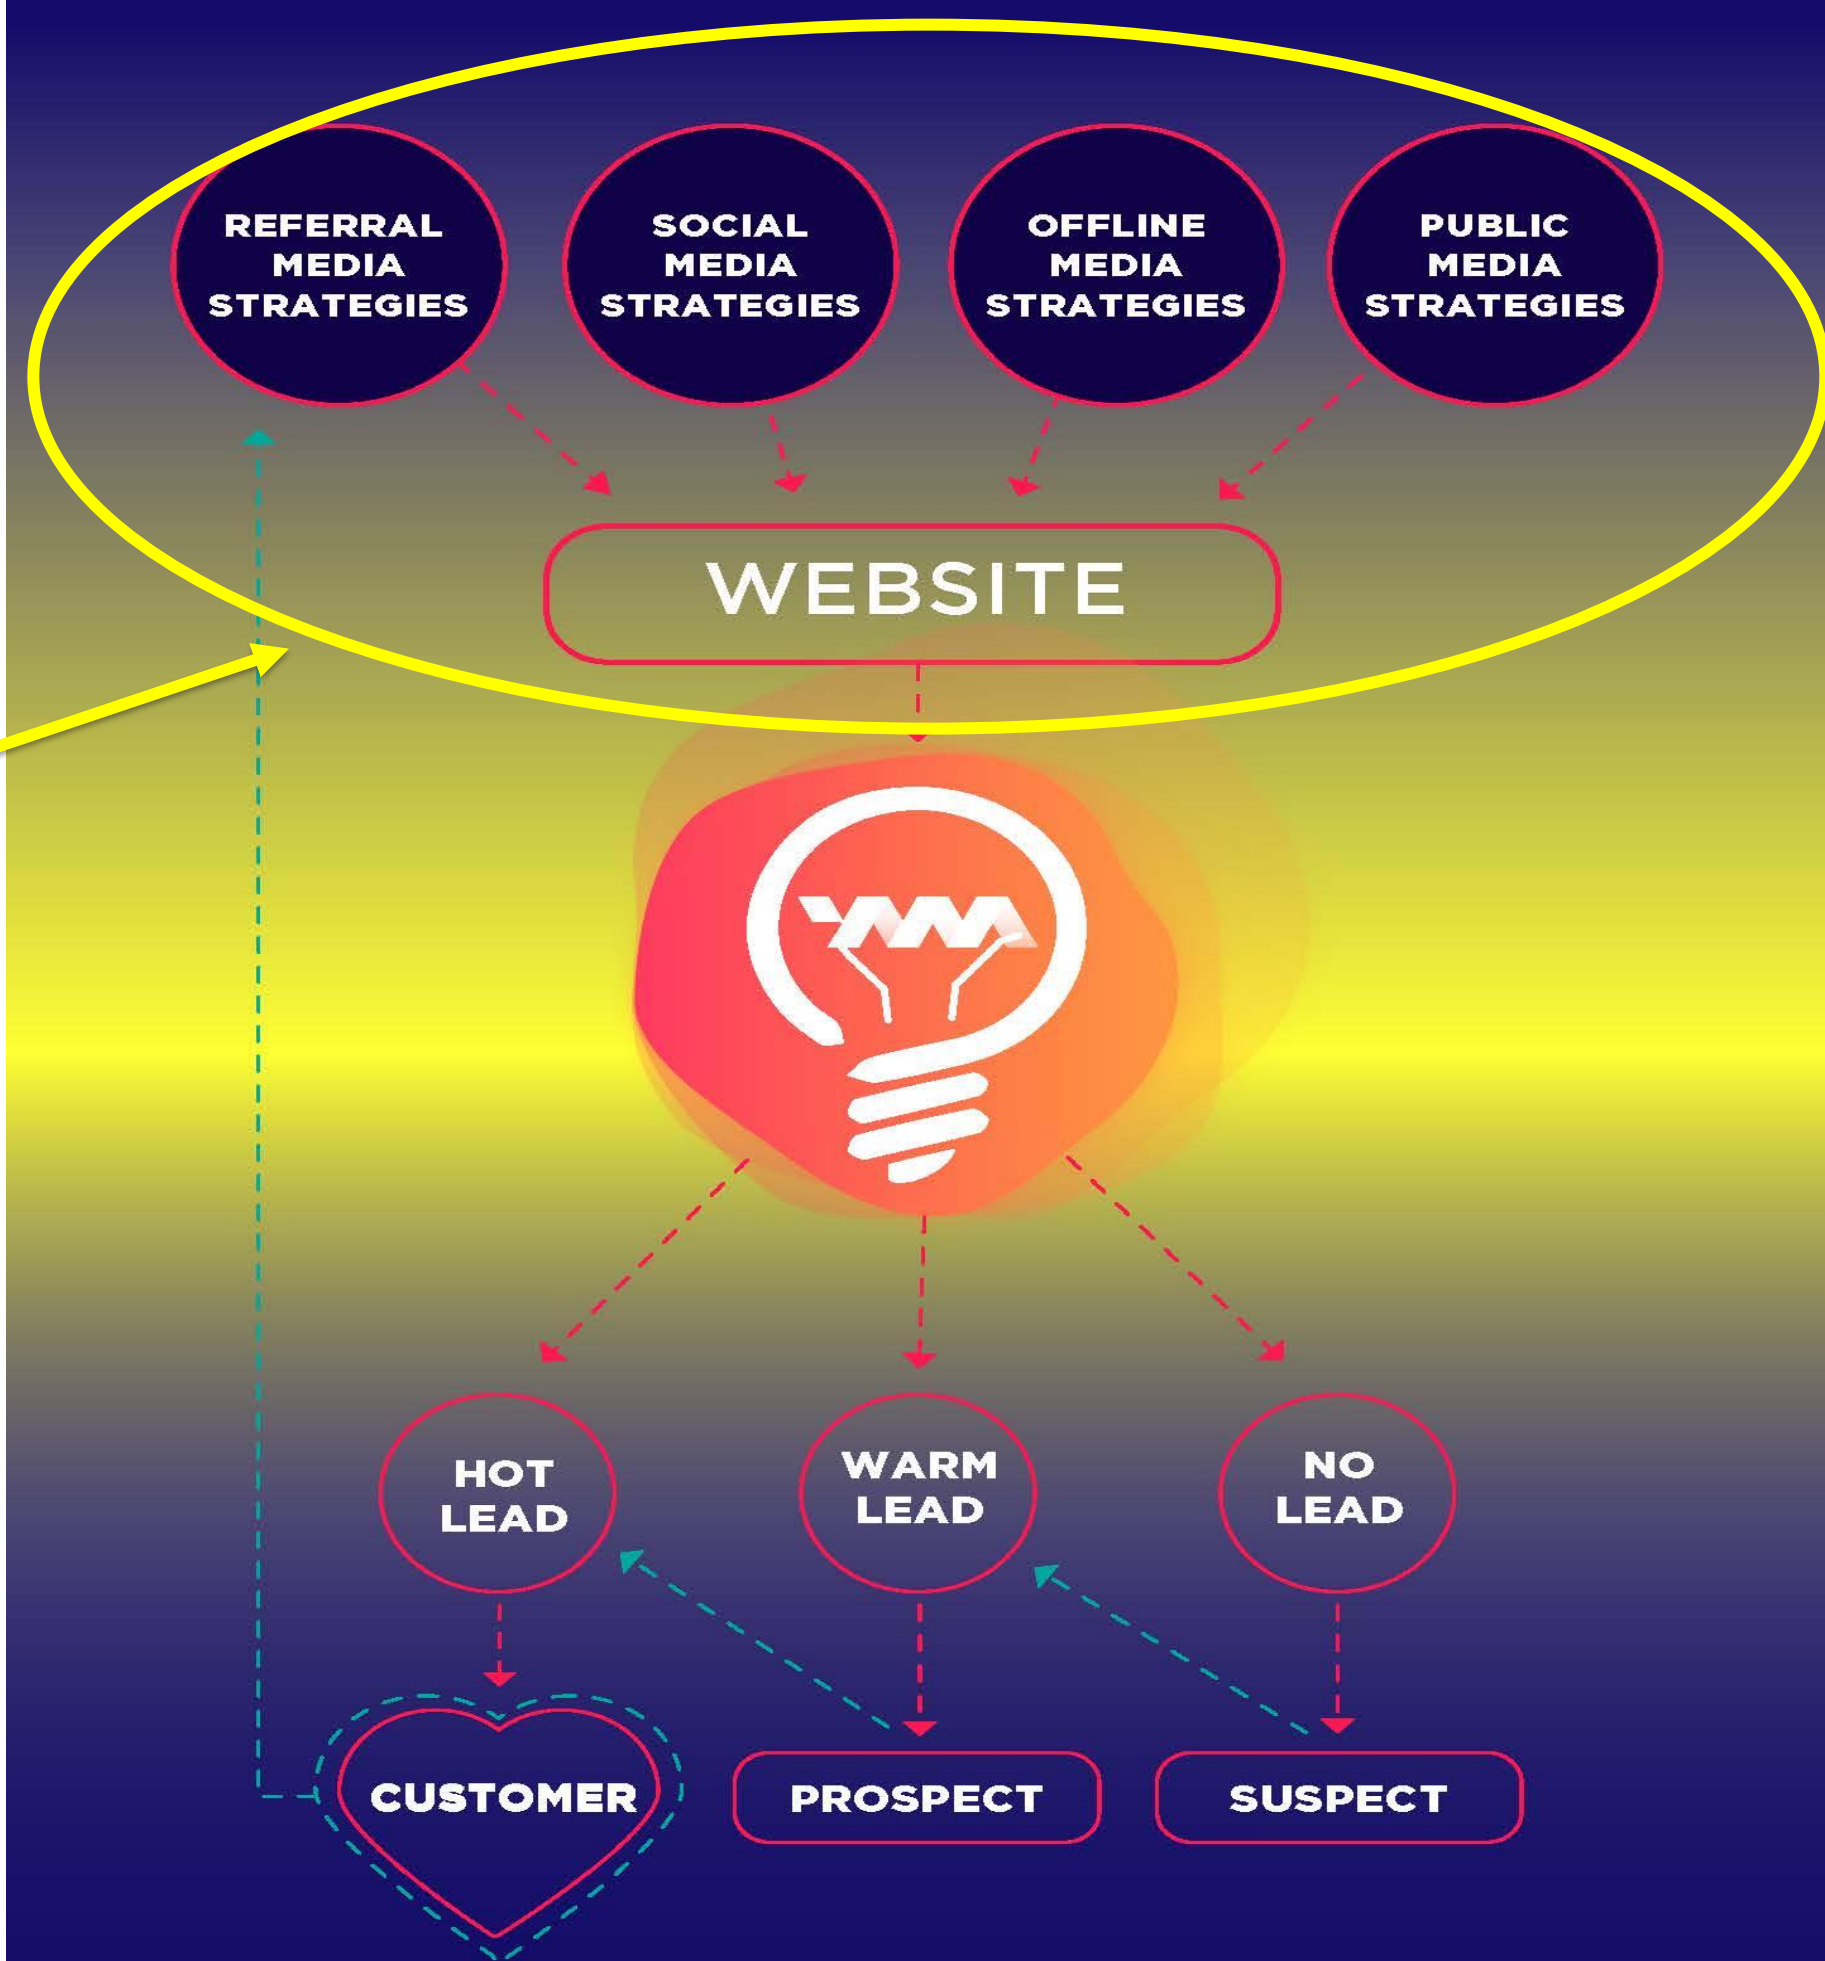 REFERRAL
MEDIA
STRATEGIES
SOCIAL
MEDIA
STRATEGIES
OFFLINE
MEDIA
STRATEGIES
PUBLIC
MEDIA
STRATEGIES
WEBSITE
HOT
LEAD
WARM
LEAD
NO
LEAD
CUSTOMER
PROSPECT
SUSPECT